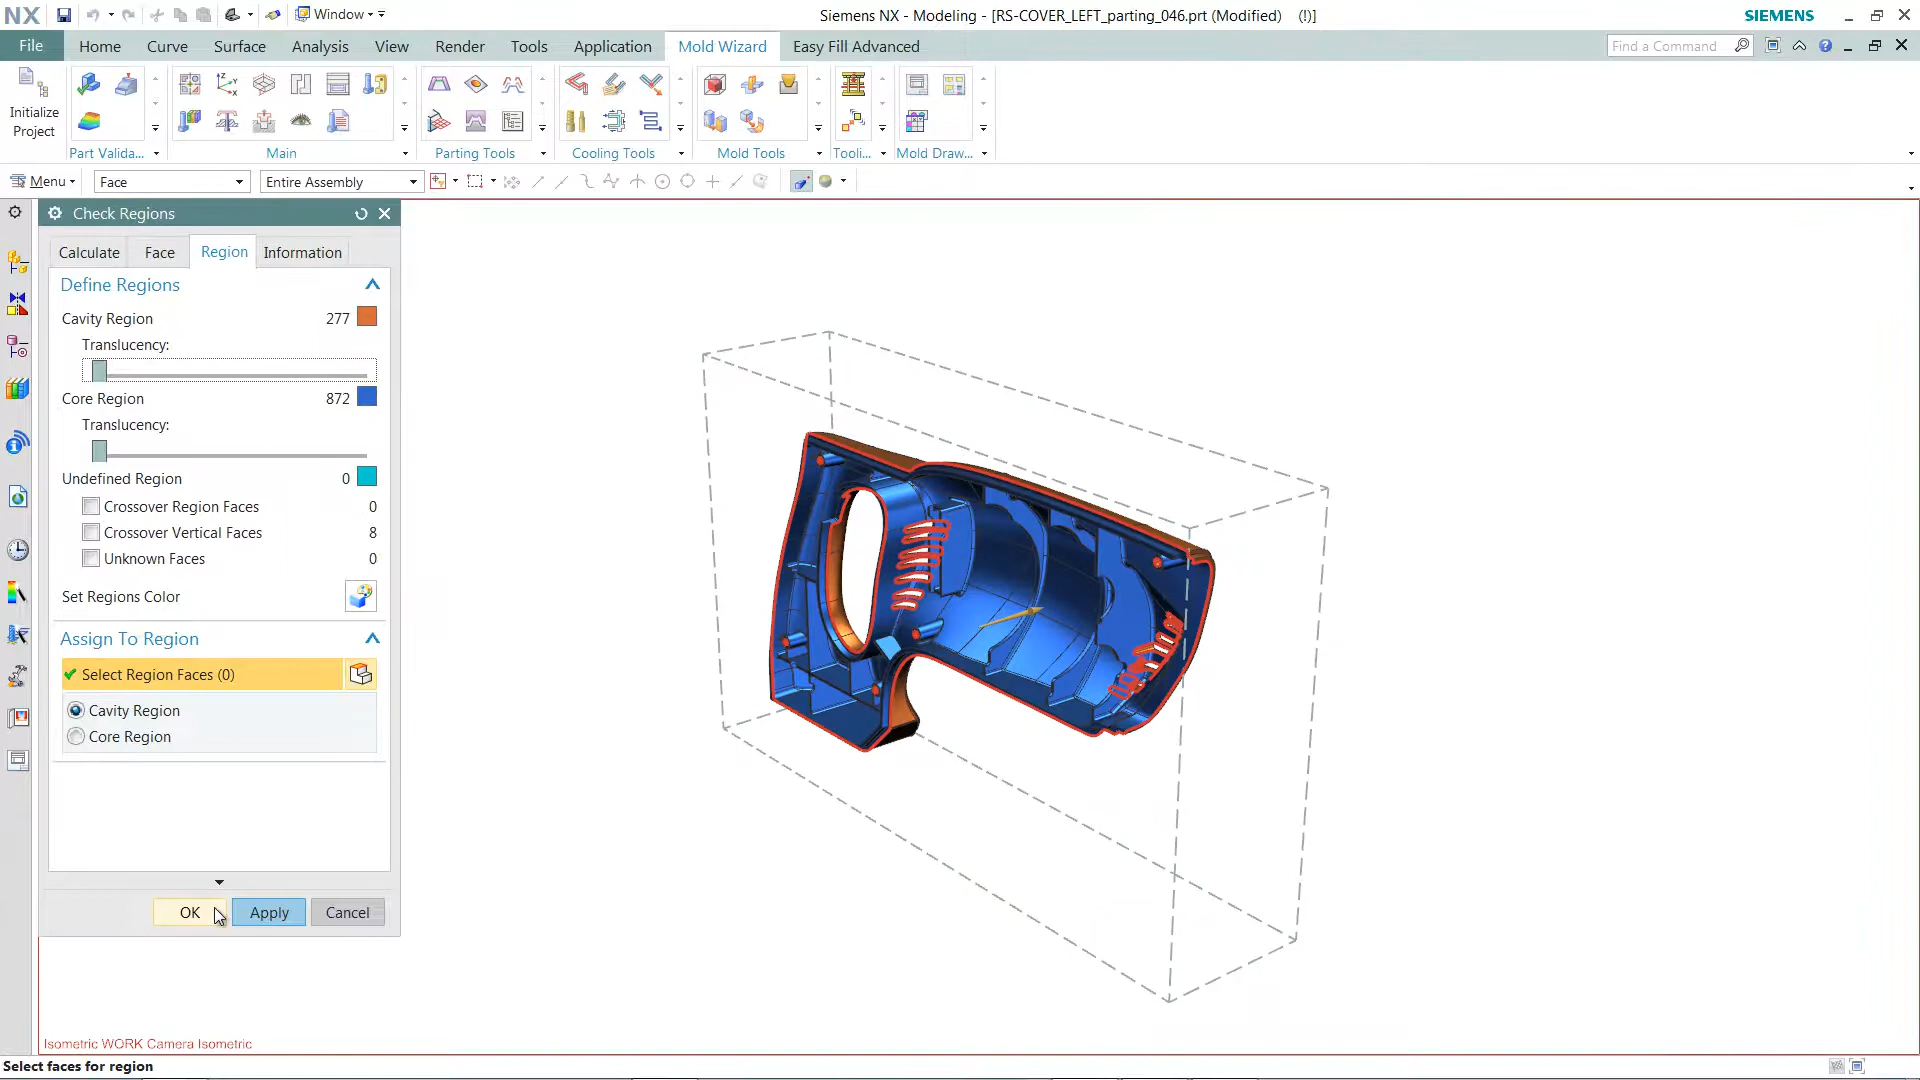 NX
Window
Siemens NX - Modeling - [RS-COVER_LEFT_parting_046.prt (Modified) (!)]
SIEMENS
File
Home
Curve
Surface
Analysis
View
Render
Tools
Application
Mold Wizard
Easy Fill Advanced
Find a Command
Initialize
Project
Part Valida...
Main
Parting Tools
Cooling Tools
Mold Tools
Tooli...
Mold Draw...
Menu
Face
Entire Assembly
Check Regions
Calculate
Face
Region
Information
Define Regions
Cavity Region 277
Translucency:
Core Region 872
Translucency:
Undefined Region 0
Crossover Region Faces 0
Crossover Vertical Faces 8
Unknown Faces 0
Set Regions Color
Assign To Region
Select Region Faces (0)
Cavity Region
Core Region
OK
Apply
Cancel
Isometric WORK Camera Isometric
Select faces for region